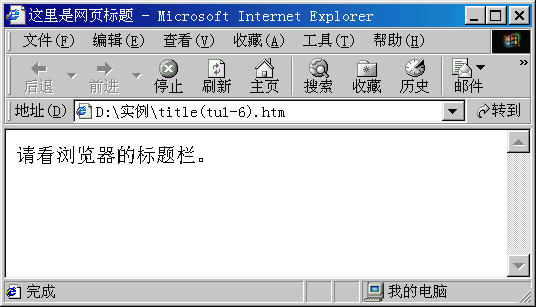 这里是网页标题 - Microsoft Internet Explorer
文件(F) 编辑(E) 查看(V) 收藏(A) 工具(T) 帮助(H)
后退 前进 停止 刷新 主页 搜索 收藏 历史 邮件 »
地址(D) D:\实例\title(tu1-6).htm 转到
请看浏览器的标题栏。
完成 我的电脑